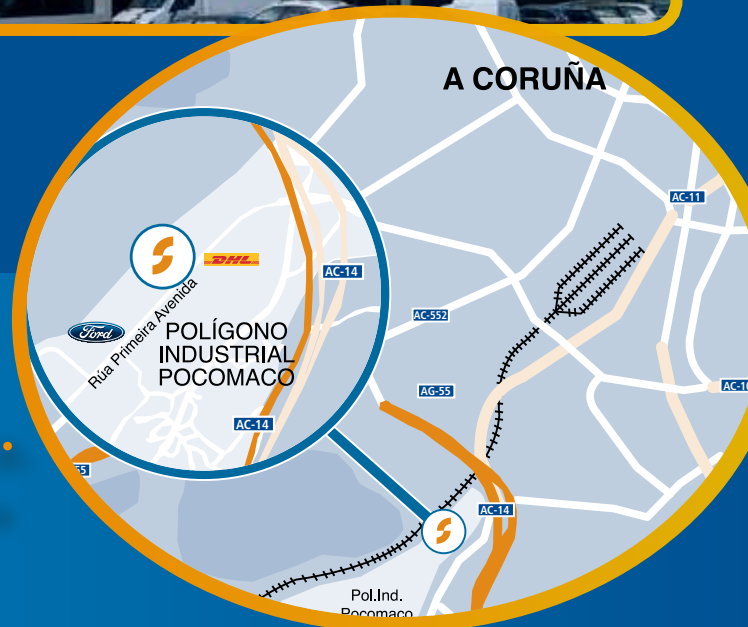 A CORUÑA
AC-11
DHL
AC-14
AC-552
Ford
Rúa Primeira Avenida
POLÍGONO
INDUSTRIAL
POCOMACO
AG-55
AC-14
AC-14
Pol.Ind.
Pocomaco